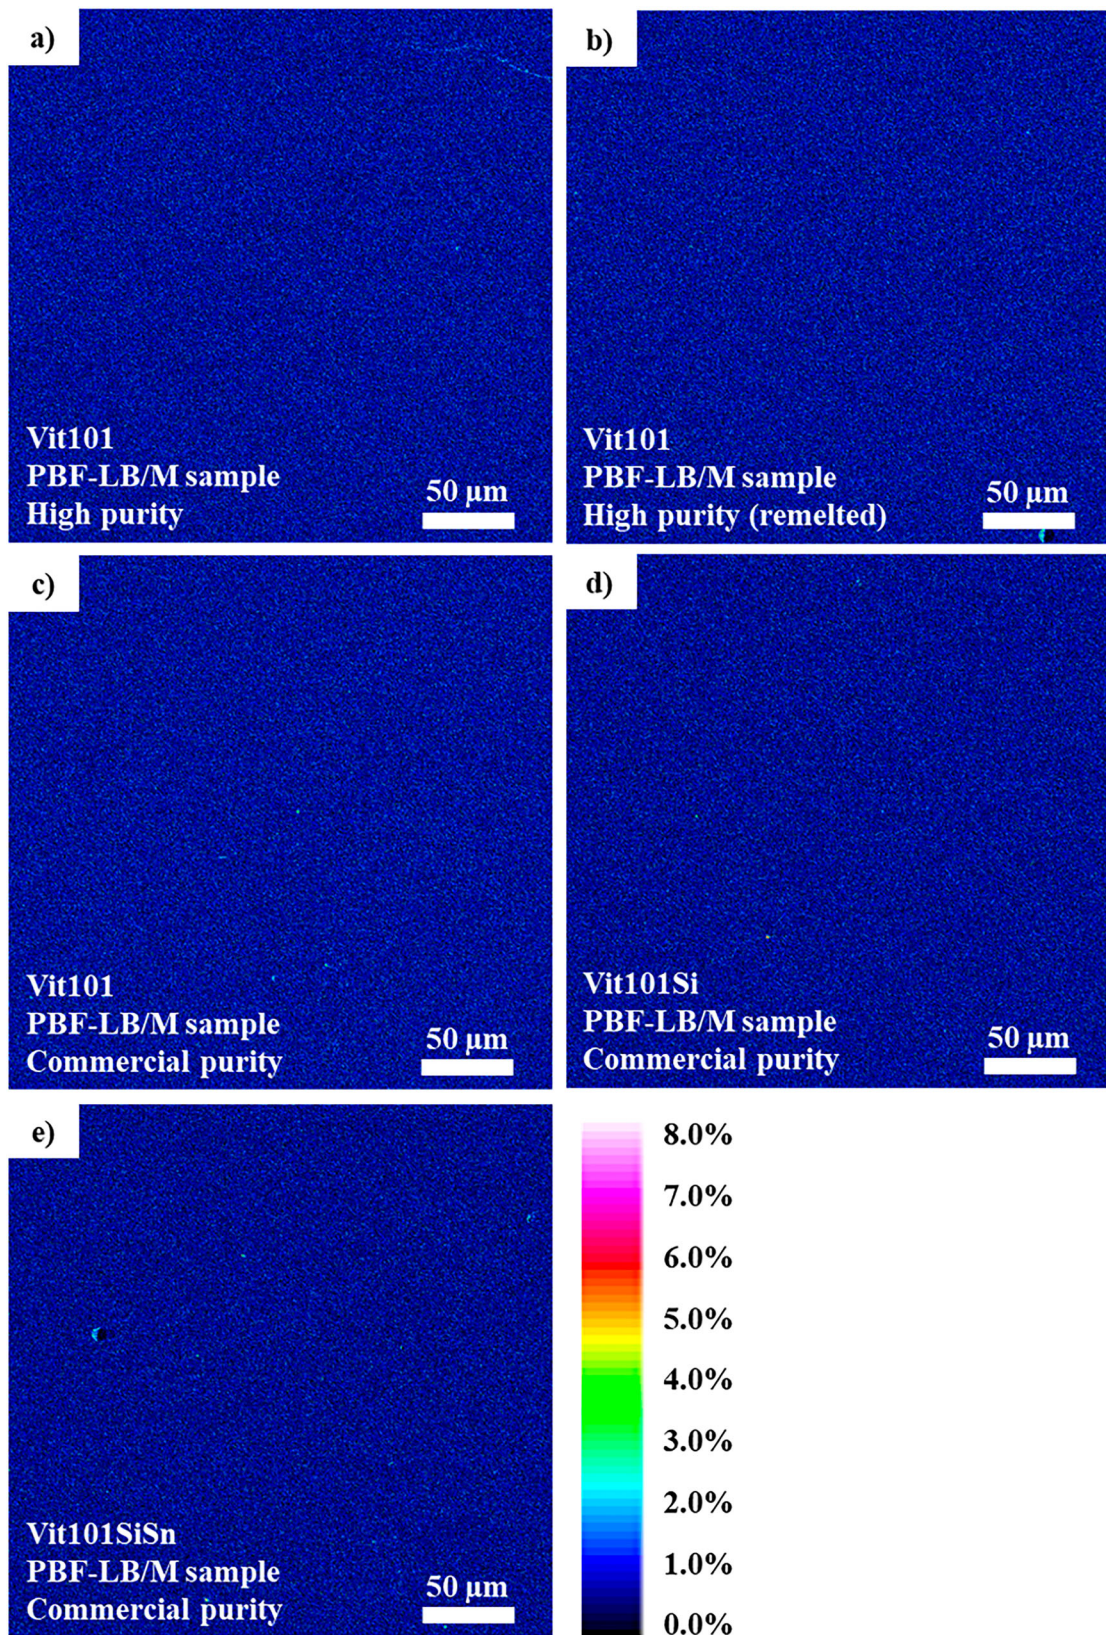 a)
Vit101
PBF-LB/M sample
High purity
50 µm
b)
Vit101
PBF-LB/M sample
High purity (remelted)
50 µm
c)
Vit101
PBF-LB/M sample
Commercial purity
50 µm
d)
Vit101Si
PBF-LB/M sample
Commercial purity
50 µm
e)
Vit101SiSn
PBF-LB/M sample
Commercial purity
50 µm
8.0%
7.0%
6.0%
5.0%
4.0%
3.0%
2.0%
1.0%
0.0%